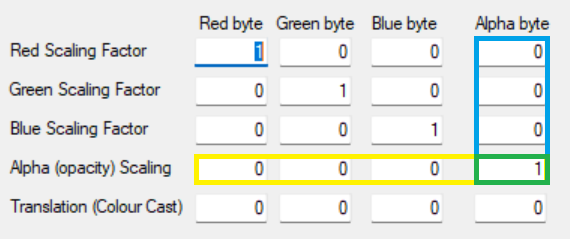 Red byte Green byte Blue byte Alpha byte
Red Scaling Factor 1 0 0 0
Green Scaling Factor 0 1 0 0
Blue Scaling Factor 0 0 1 0
Alpha (opacity) Scaling 0 0 0 1
Translation (Colour Cast) 0 0 0 0